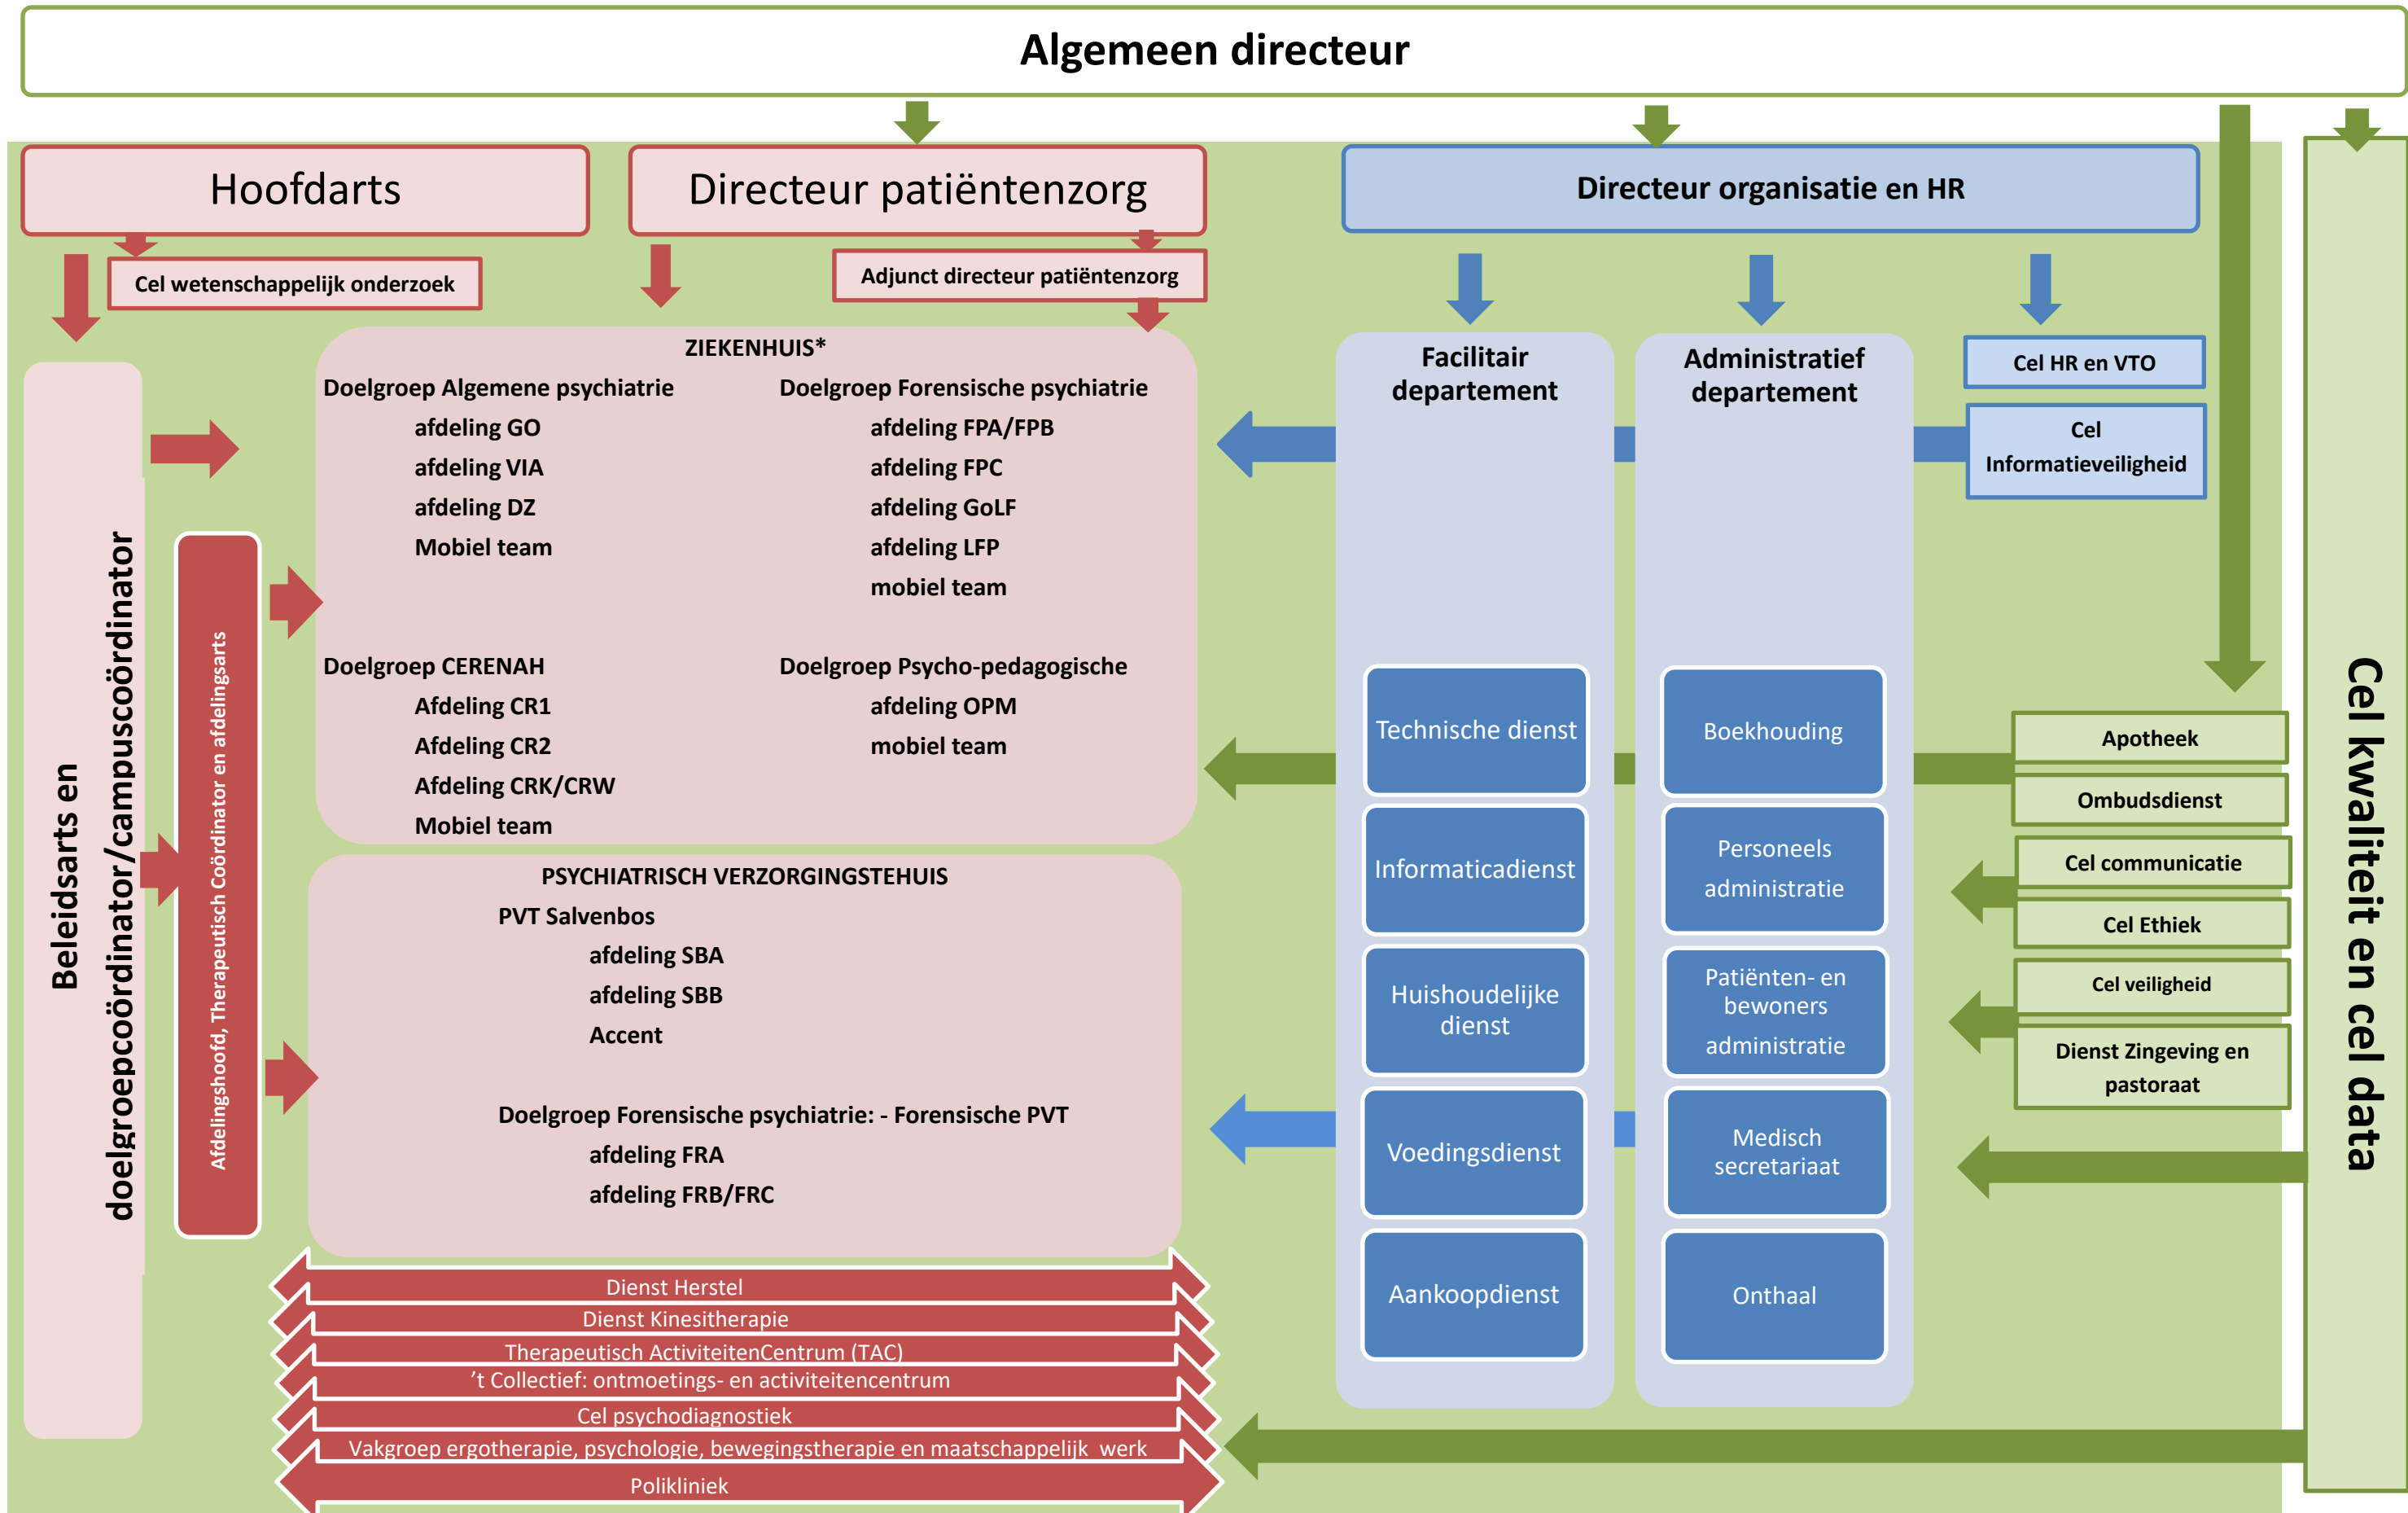 Algemeen directeur
Hoofdarts
Directeur patiëntenzorg
Directeur organisatie en HR
Cel wetenschappelijk onderzoek
Adjunct directeur patiëntenzorg
Beleidsarts en
doelgroepcoördinator/campuscoördinator
Afdelingshoofd, Therapeutisch Coördinator en afdelingsarts
ZIEKENHUIS*
Doelgroep Algemene psychiatrie
afdeling GO
afdeling VIA
afdeling DZ
Mobiel team
Doelgroep Forensische psychiatrie
afdeling FPA/FPB
afdeling FPC
afdeling GoLF
afdeling LFP
mobiel team
Doelgroep CERENAH
Afdeling CR1
Afdeling CR2
Afdeling CRK/CRW
Mobiel team
Doelgroep Psycho-pedagogische
afdeling OPM
mobiel team
PSYCHIATRISCH VERZORGINGSTEHUIS
PVT Salvenbos
afdeling SBA
afdeling SBB
Accent
Doelgroep Forensische psychiatrie: - Forensische PVT
afdeling FRA
afdeling FRB/FRC
Dienst Herstel
Dienst Kinesitherapie
Therapeutisch ActiviteitenCentrum (TAC)
’t Collectief: ontmoetings- en activiteitencentrum
Cel psychodiagnostiek
Vakgroep ergotherapie, psychologie, bewegingstherapie en maatschappelijk werk
Polikliniek
Facilitair
departement
Technische dienst
Informaticadienst
Huishoudelijke
dienst
Voedingsdienst
Aankoopdienst
Administratief
departement
Boekhouding
Personeels
administratie
Patiënten- en
bewoners
administratie
Medisch
secretariaat
Onthaal
Cel HR en VTO
Cel
Informatieveiligheid
Apotheek
Ombudsdienst
Cel communicatie
Cel Ethiek
Cel veiligheid
Dienst Zingeving en
pastoraat
Cel kwaliteit en cel data